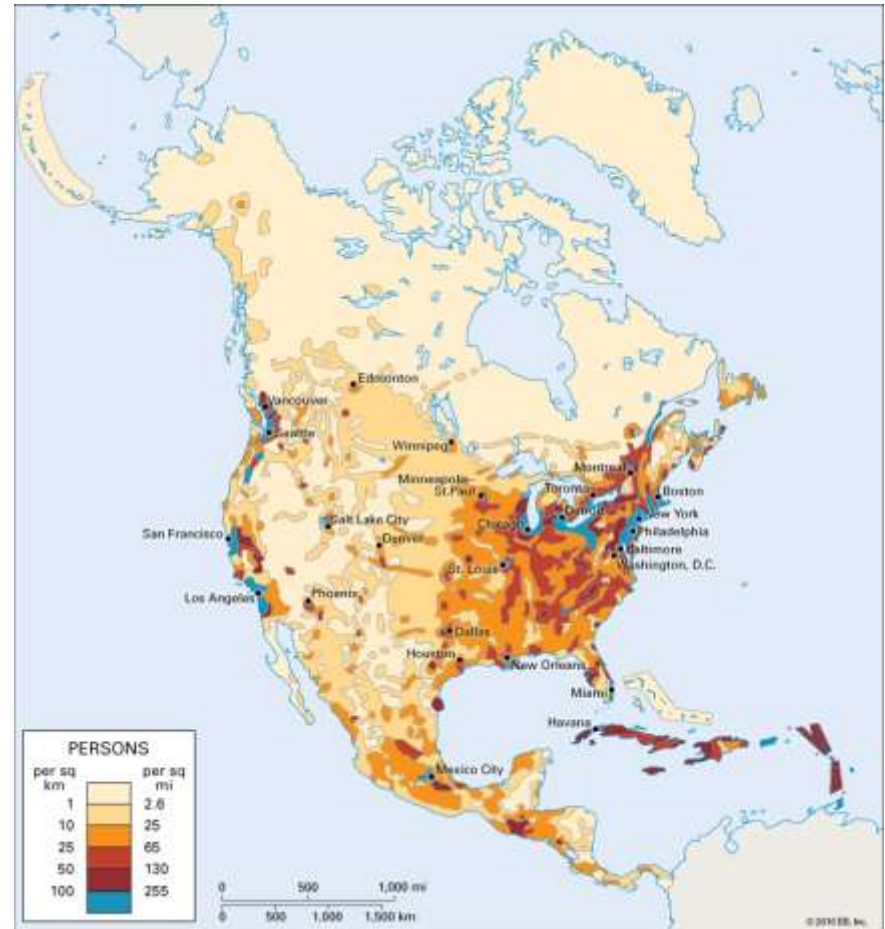 Edmonton
Vancouver
Seattle
Winnipeg
Montreal
Minneapolis-
St. Paul
Toronto
Boston
Detroit
New York
Chicago
Salt Lake City
Philadelphia
San Francisco
Denver
Baltimore
St. Louis
Washington, D.C.
Los Angeles
Phoenix
Dallas
Houston
New Orleans
Miami
Havana
Mexico City
PERSONS
per sq per sq
km mi
1 2.6
10 25
25 65
50 130
100 255
0 500 1,000 mi
0 500 1,000 1,500 km
© 2010 EB, Inc.